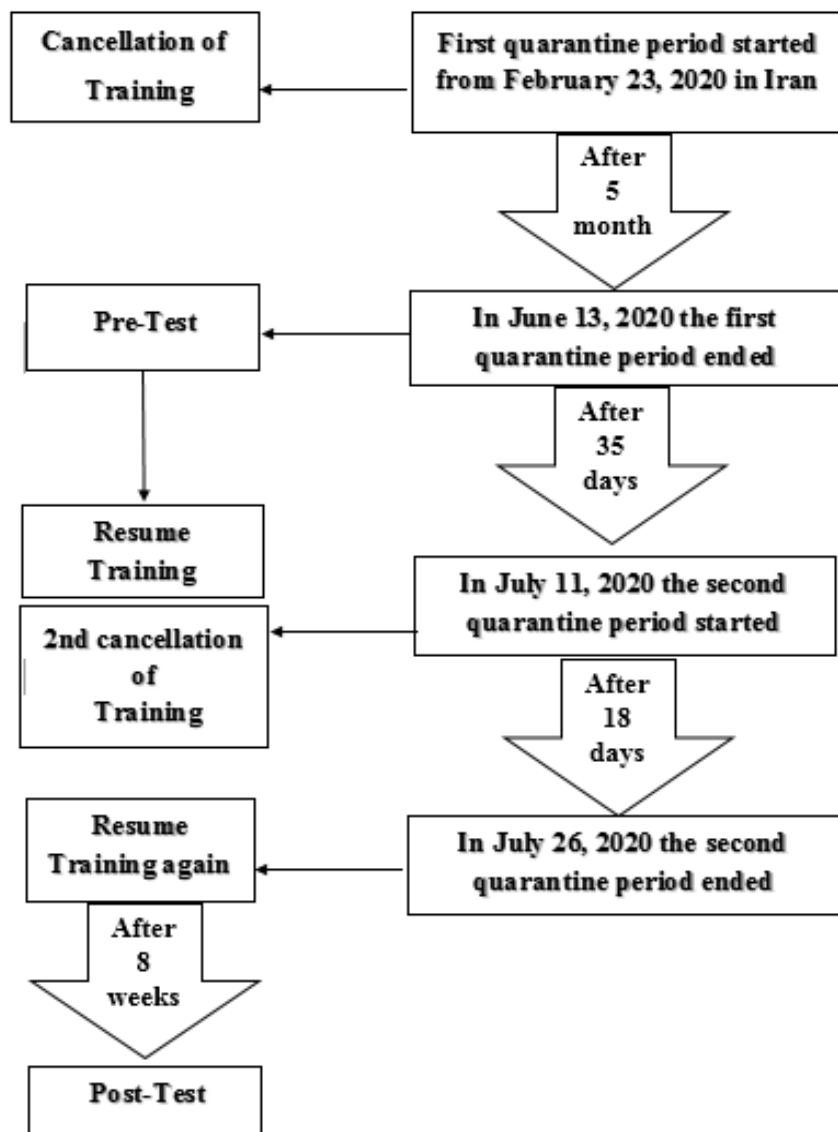 Cancellation of
Training
First quarantine period started
from February 23, 2020 in Iran
After
5
month
Pre-Test
In June 13, 2020 the first
quarantine period ended
After
35
days
Resume
Training
In July 11, 2020 the second
quarantine period started
2nd cancellation
of
Training
After
18
days
Resume
Training again
In July 26, 2020 the second
quarantine period ended
After
8
weeks
Post-Test